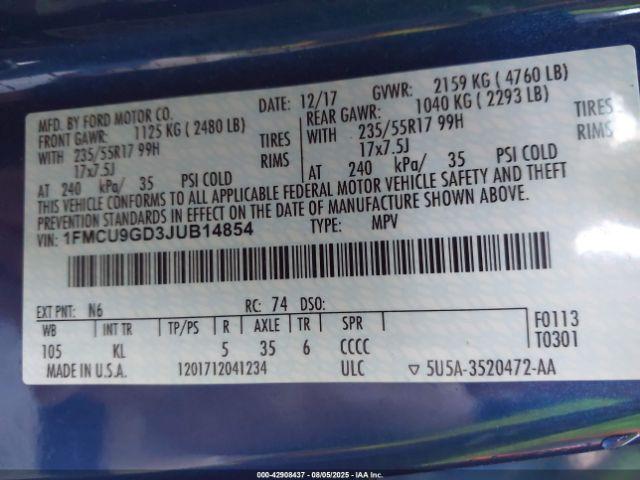 MFD. BY FORD MOTOR CO. DATE: 12/17 GVWR: 2159 KG ( 4760 LB)
FRONT GAWR: 1125 KG ( 2480 LB) REAR GAWR: 1040 KG ( 2293 LB)
WITH 235/55R17 99H TIRES WITH 235/55R17 99H TIRES
17x7.5J RIMS 17x7.5J RIMS
AT 240 kPa/ 35 PSI COLD AT 240 kPa/ 35 PSI COLD
THIS VEHICLE CONFORMS TO ALL APPLICABLE FEDERAL MOTOR VEHICLE SAFETY AND THEFT
PREVENTION STANDARDS IN EFFECT ON THE DATE OF MANUFACTURE SHOWN ABOVE.
VIN: 1FMCU9GD3JUB14854 TYPE: MPV
EXT PNT: N6 RC: 74 DSO:
WB INT TR TP/PS R AXLE TR SPR F0113
105 KL 5 35 6 CCCC T0301
MADE IN U.S.A. 1201712041234 ULC ▽ 5U5A-3520472-AA
000-42908437 - 08/05/2025 - IAA Inc.